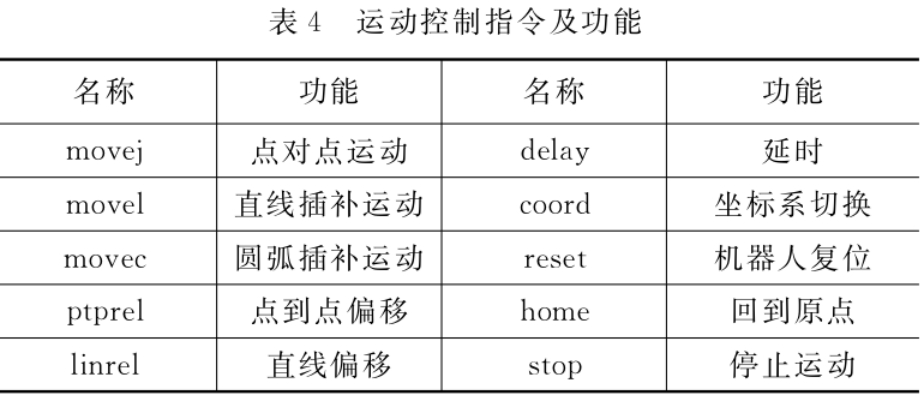 表4 运动控制指令及功能
名称 功能 名称 功能
movej 点对点运动 delay 延时
movel 直线插补运动 coord 坐标系切换
movec 圆弧插补运动 reset 机器人复位
ptprel 点到点偏移 home 回到原点
linrel 直线偏移 stop 停止运动